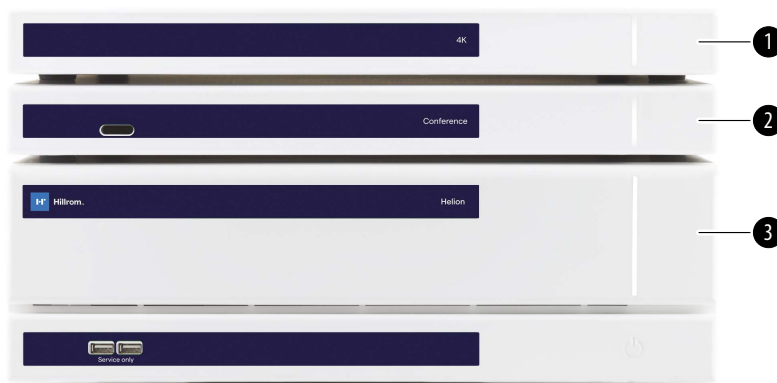 4K
1
Conference
2
H Hillrom.
Helion
3
Service only